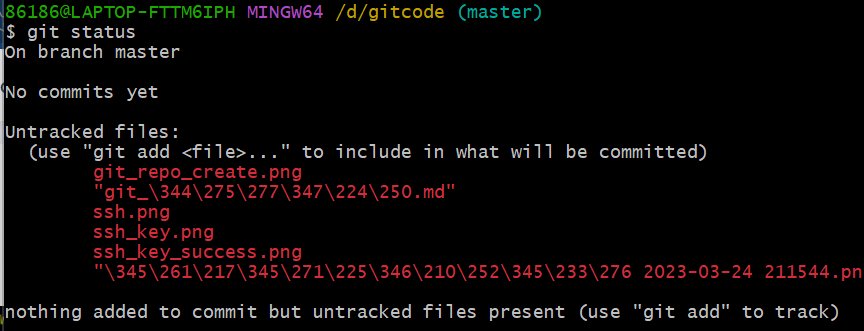 86186@LAPTOP-FTTM6IPH MINGW64 /d/gitcode (master)
$ git status
On branch master
No commits yet
Untracked files:
(use "git add <file>..." to include in what will be committed)
git_repo_create.png
"git_\344\275\277\347\224\250.md"
ssh.png
ssh_key.png
ssh_key_success.png
"\345\261\217\345\271\225\346\210\252\345\233\276 2023-03-24 211544.pn
nothing added to commit but untracked files present (use "git add" to track)